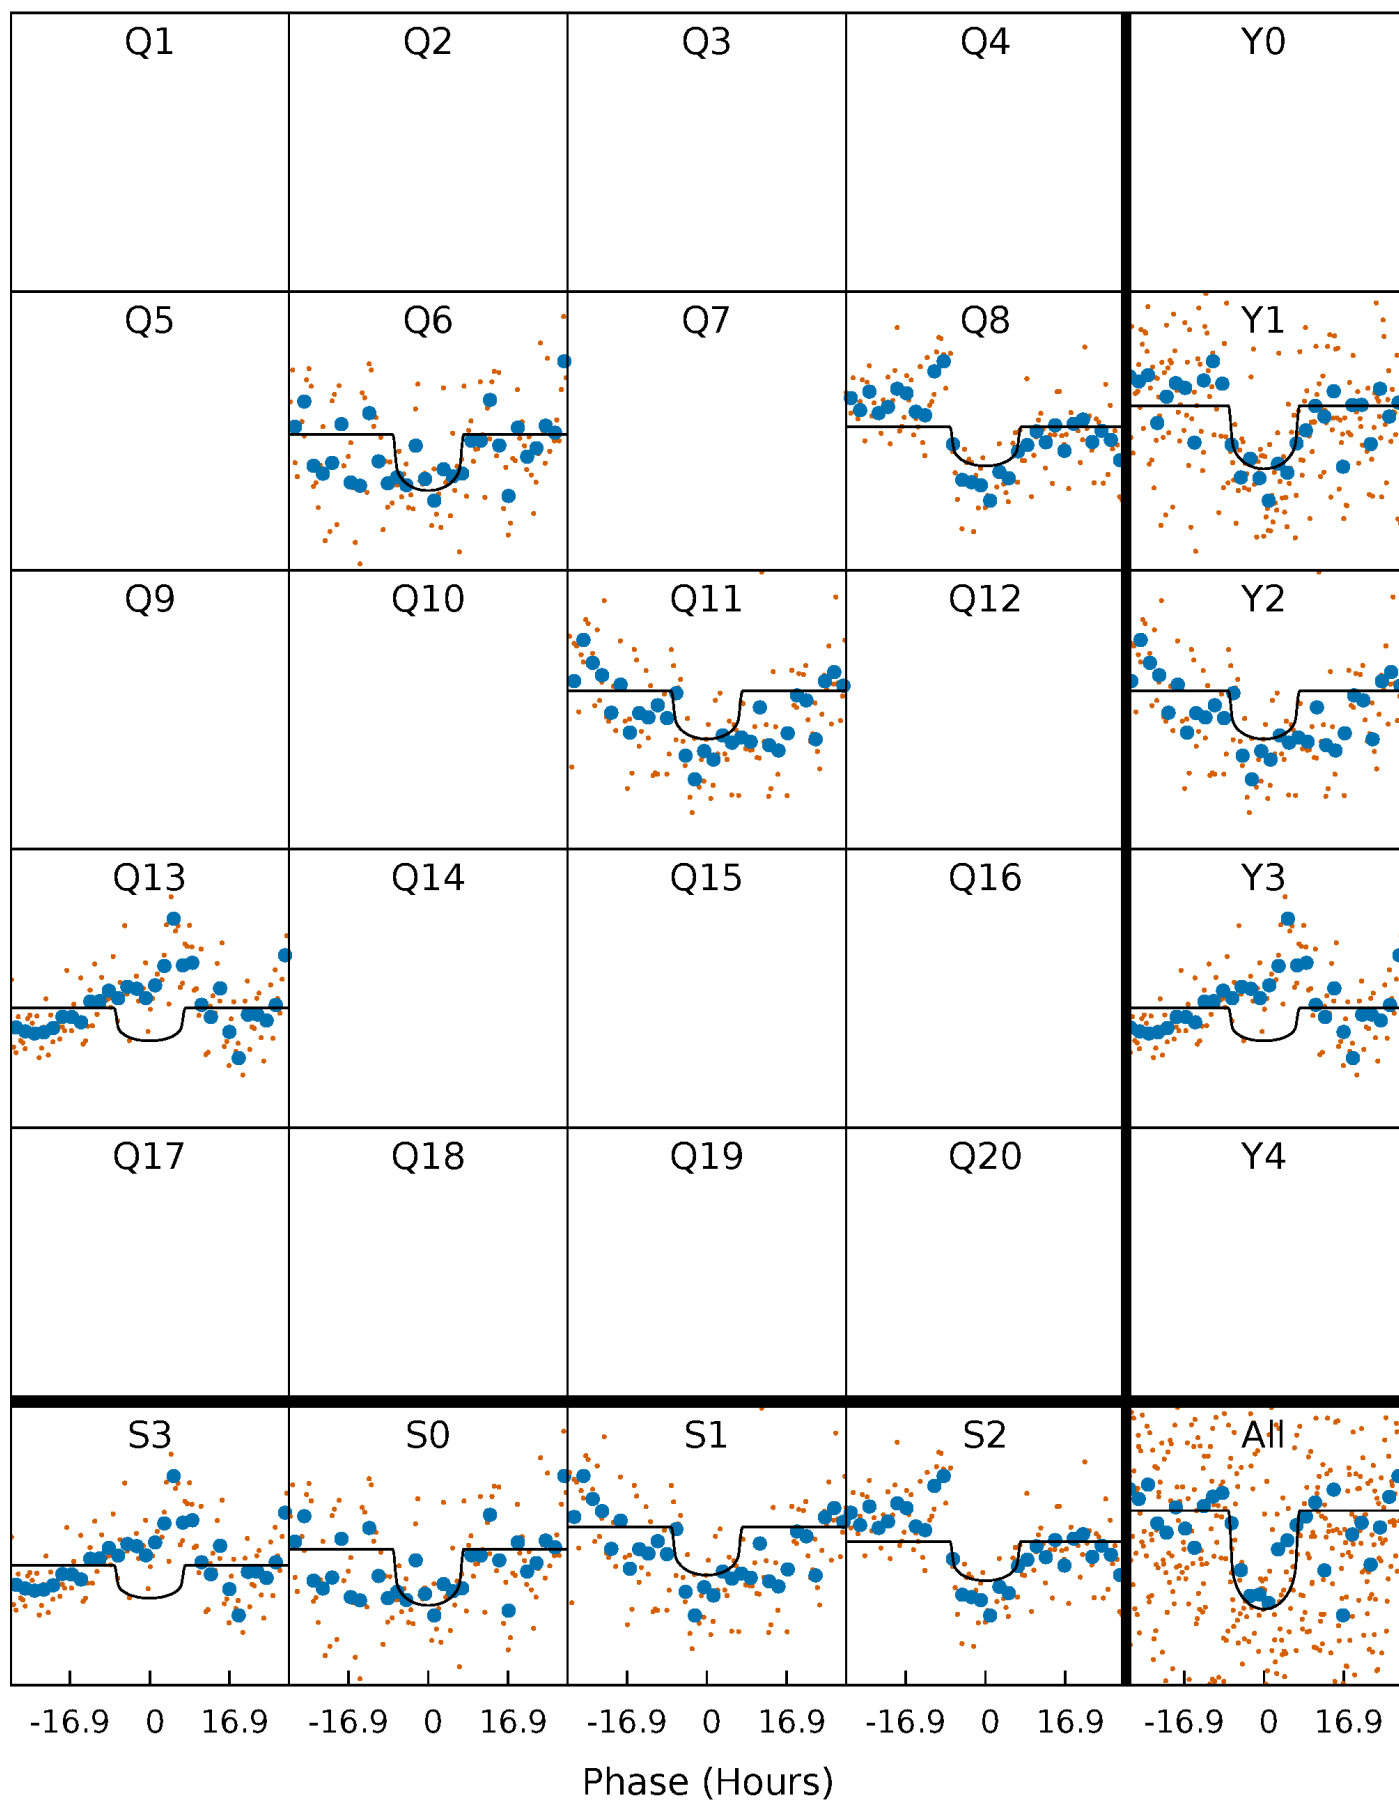 Q1 Q2 Q3 Q4 Y0
Q5 Q6 Q7 Q8 Y1
Q9 Q10 Q11 Q12 Y2
Q13 Q14 Q15 Q16 Y3
Q17 Q18 Q19 Q20 Y4
S3 S0 S1 S2 All
-16.9 0 16.9 -16.9 0 16.9 -16.9 0 16.9 -16.9 0 16.9 -16.9 0 16.9
Phase (Hours)